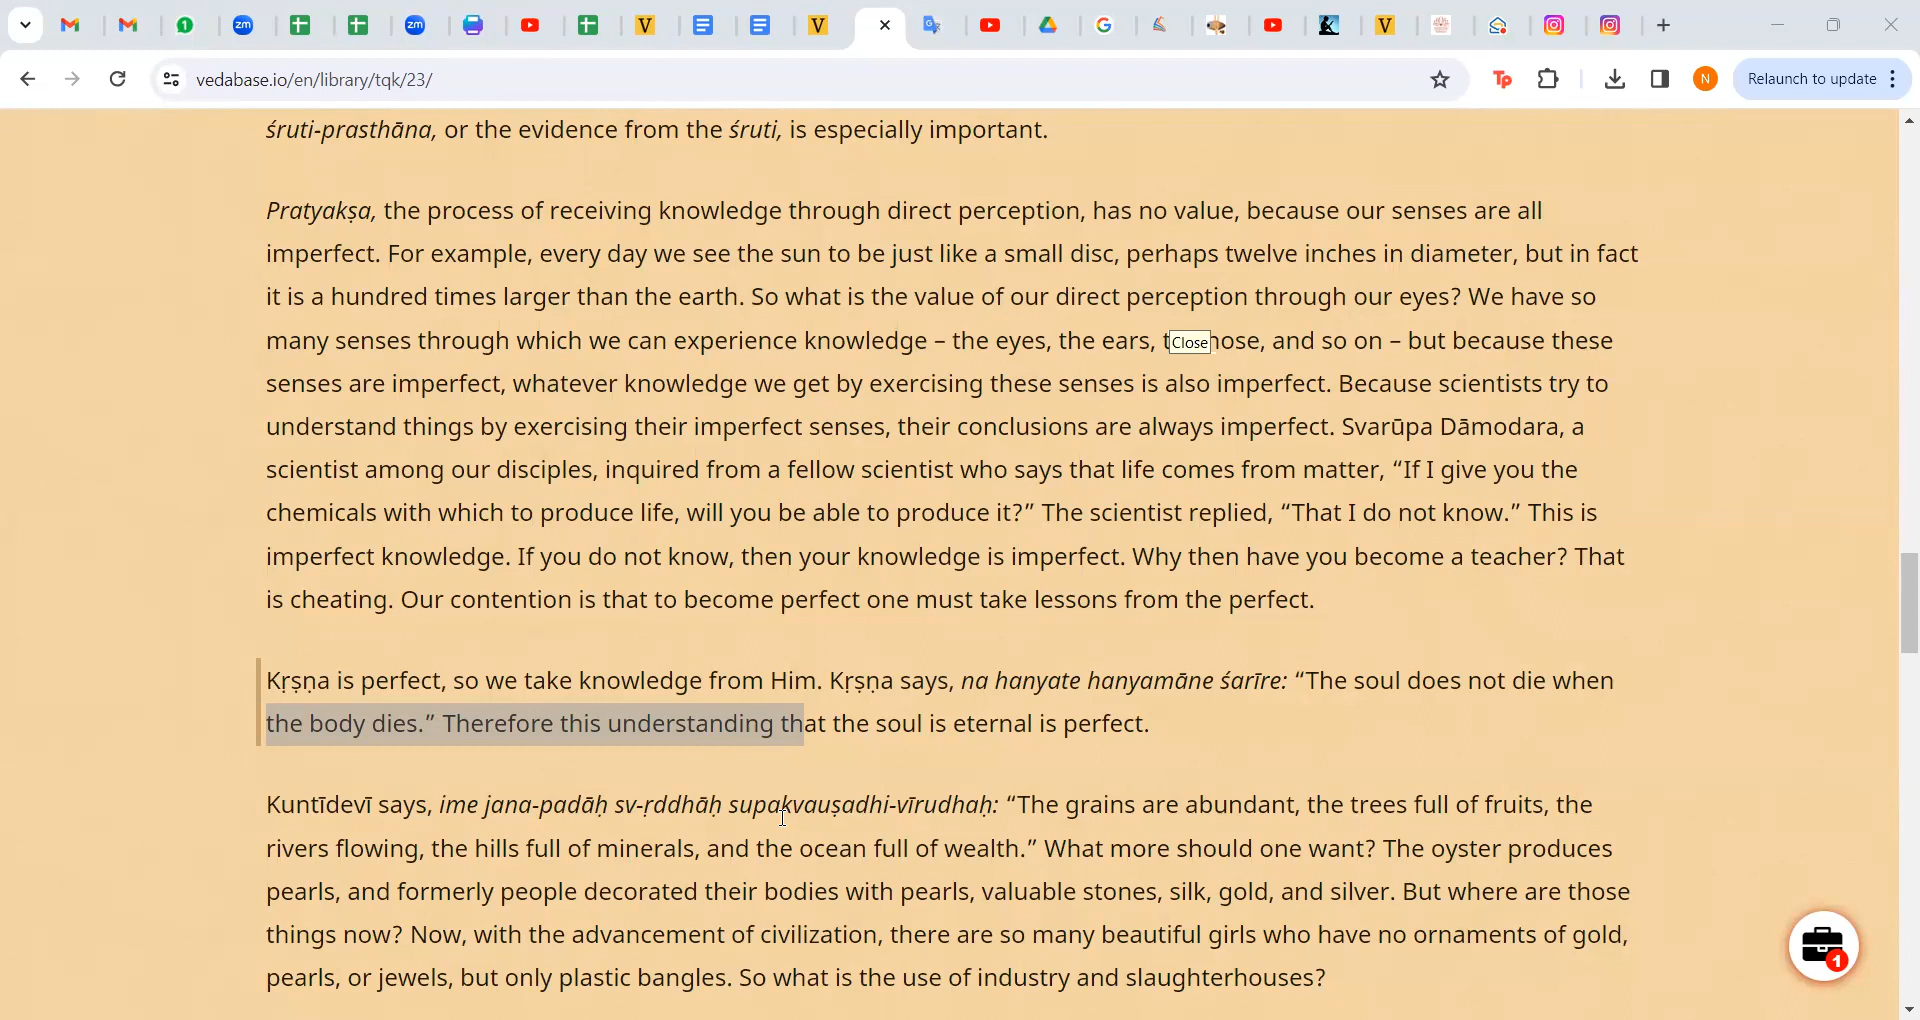 vedabase.io/en/library/tqk/23/
Tp
N
Relaunch to update
śruti-prasthāna, or the evidence from the śruti, is especially important.
Pratyakṣa, the process of receiving knowledge through direct perception, has no value, because our senses are all
imperfect. For example, every day we see the sun to be just like a small disc, perhaps twelve inches in diameter, but in fact
it is a hundred times larger than the earth. So what is the value of our direct perception through our eyes? We have so
many senses through which we can experience knowledge – the eyes, the ears, t Close nose, and so on – but because these
senses are imperfect, whatever knowledge we get by exercising these senses is also imperfect. Because scientists try to
understand things by exercising their imperfect senses, their conclusions are always imperfect. Svarūpa Dāmodara, a
scientist among our disciples, inquired from a fellow scientist who says that life comes from matter, “If I give you the
chemicals with which to produce life, will you be able to produce it?” The scientist replied, “That I do not know.” This is
imperfect knowledge. If you do not know, then your knowledge is imperfect. Why then have you become a teacher? That
is cheating. Our contention is that to become perfect one must take lessons from the perfect.
Kṛṣṇa is perfect, so we take knowledge from Him. Kṛṣṇa says, na hanyate hanyamāne śarīre: “The soul does not die when
the body dies.” Therefore this understanding that the soul is eternal is perfect.
Kuntīdevī says, ime jana-padāḥ sv-ṛddhāḥ supakvauṣadhi-vīrudhaḥ: “The grains are abundant, the trees full of fruits, the
rivers flowing, the hills full of minerals, and the ocean full of wealth.” What more should one want? The oyster produces
pearls, and formerly people decorated their bodies with pearls, valuable stones, silk, gold, and silver. But where are those
things now? Now, with the advancement of civilization, there are so many beautiful girls who have no ornaments of gold,
pearls, or jewels, but only plastic bangles. So what is the use of industry and slaughterhouses?
1